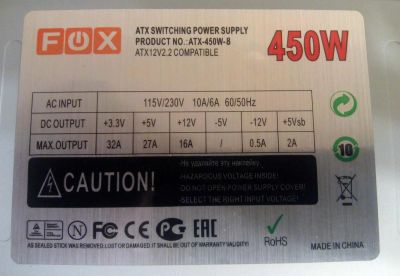 FOX
ATX SWITCHING POWER SUPPLY
PRODUCT NO.: ATX-450W-8
ATX12V2.2 COMPATIBLE
450W
AC INPUT 115V/230V 10A/6A 60/50Hz
DC OUTPUT +3.3V +5V +12V -5V -12V +5Vsb
MAX.OUTPUT 32A 27A 16A / 0.5A 2A
CAUTION!
-Не удаляйте эту наклейку.
-HAZARDOUS VOLTAGE INSIDE!
-DO NOT OPEN POWER SUPPLY COVER!
-SELECT THE RIGHT INPUT VOLTAGE!
10
FC CE PC EAC
RoHS
MADE IN CHINA.
AS SEALED STICK WAS REMOVED.LOST OR DAMAGED,IT IS OUT OF WARRANTY.